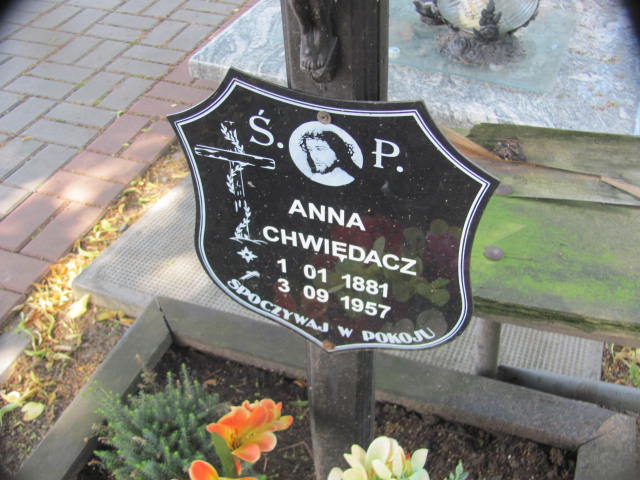 Ś. P.
ANNA
CHWIĘDACZ
1 01 1881
3 09 1957
SPOCZYWAJ W POKOJU